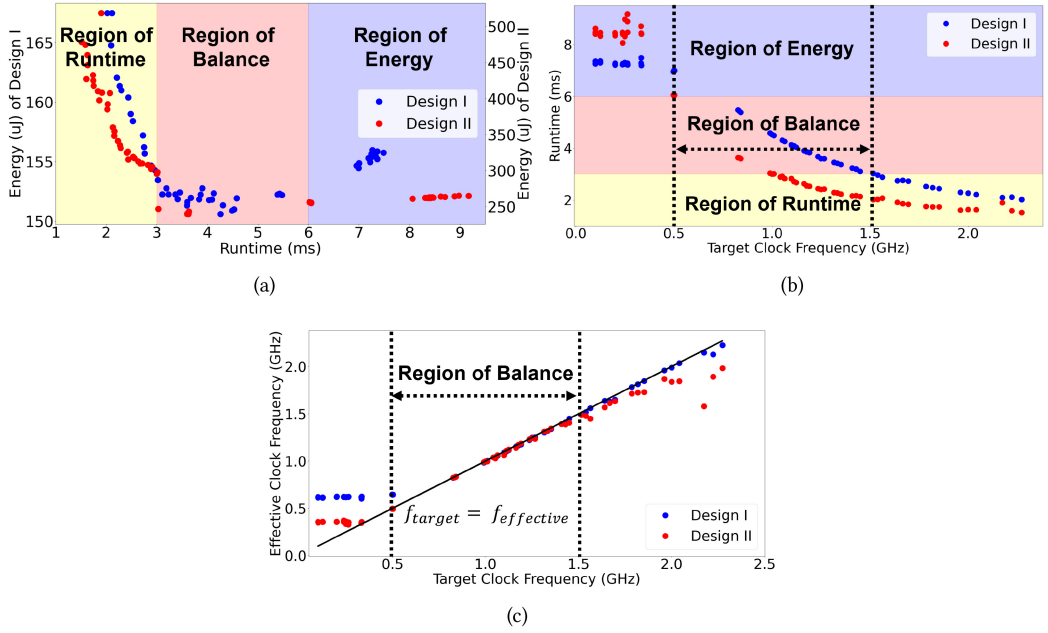 Region of
Runtime
Region of
Balance
Region of
Energy
Design I
Design II
165
160
155
150
Energy (uJ) of Design I
500
450
400
350
300
250
Energy (uJ) of Design II
1 2 3 4 5 6 7 8 9
Runtime (ms)
(a)
Region of Energy
Region of Balance
Region of Runtime
Design I
Design II
8
6
4
2
Runtime (ms)
0.0 0.5 1.0 1.5 2.0
Target Clock Frequency (GHz)
(b)
Region of Balance
f_target = f_effective
Design I
Design II
2.0
1.5
1.0
0.5
0.0
Effective Clock Frequency (GHz)
0.5 1.0 1.5 2.0 2.5
Target Clock Frequency (GHz)
(c)